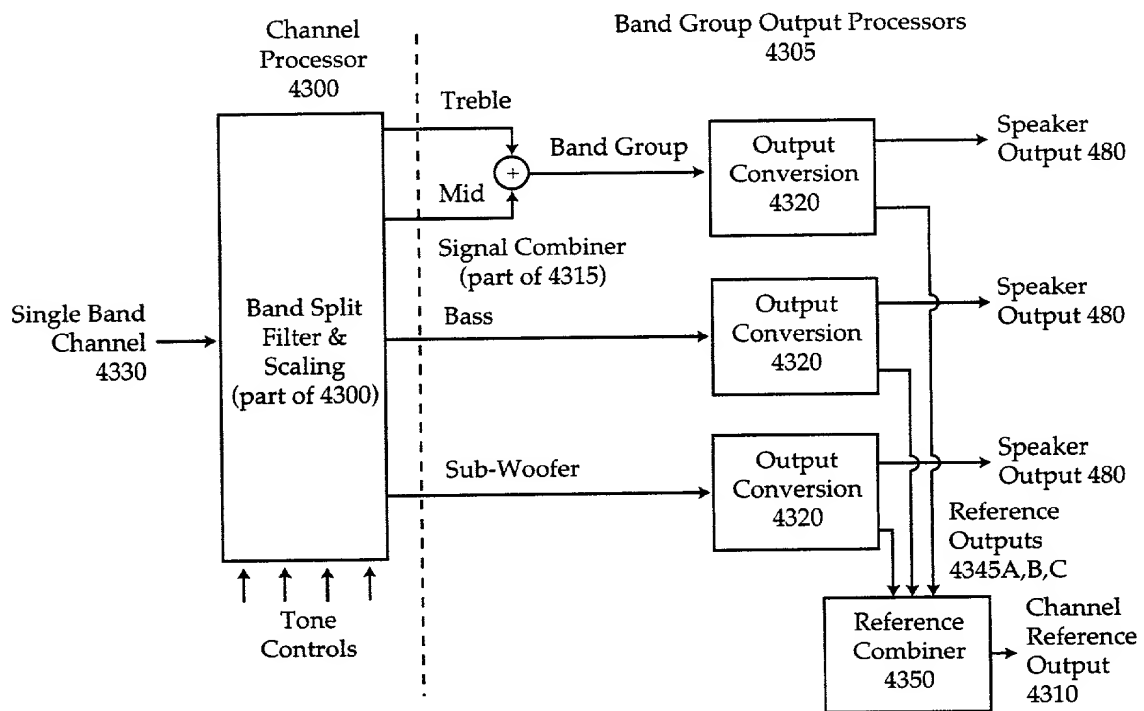 Channel
Processor
4300
Band Group Output Processors
4305
Treble
Mid
+
Band Group
Signal Combiner
(part of 4315)
Output
Conversion
4320
Speaker
Output 480
Single Band
Channel
4330
Band Split
Filter &
Scaling
(part of 4300)
Bass
Output
Conversion
4320
Speaker
Output 480
Sub-Woofer
Output
Conversion
4320
Speaker
Output 480
Reference
Outputs
4345A,B,C
Tone
Controls
Reference
Combiner
4350
Channel
Reference
Output
4310